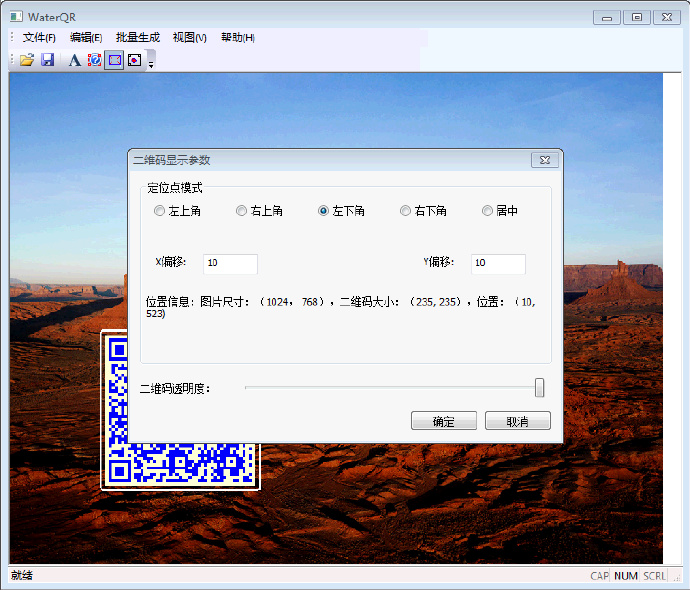 WaterQR
文件(F) 编辑(E) 批量生成 视图(V) 帮助(H)
A
二维码显示参数
定位点模式
左上角 右上角 左下角 右下角 居中
X偏移: 10 Y偏移: 10
位置信息: 图片尺寸: (1024, 768), 二维码大小: (235, 235), 位置: (10,
523)
二维码透明度:
确定 取消
就绪 CAP NUM SCRL